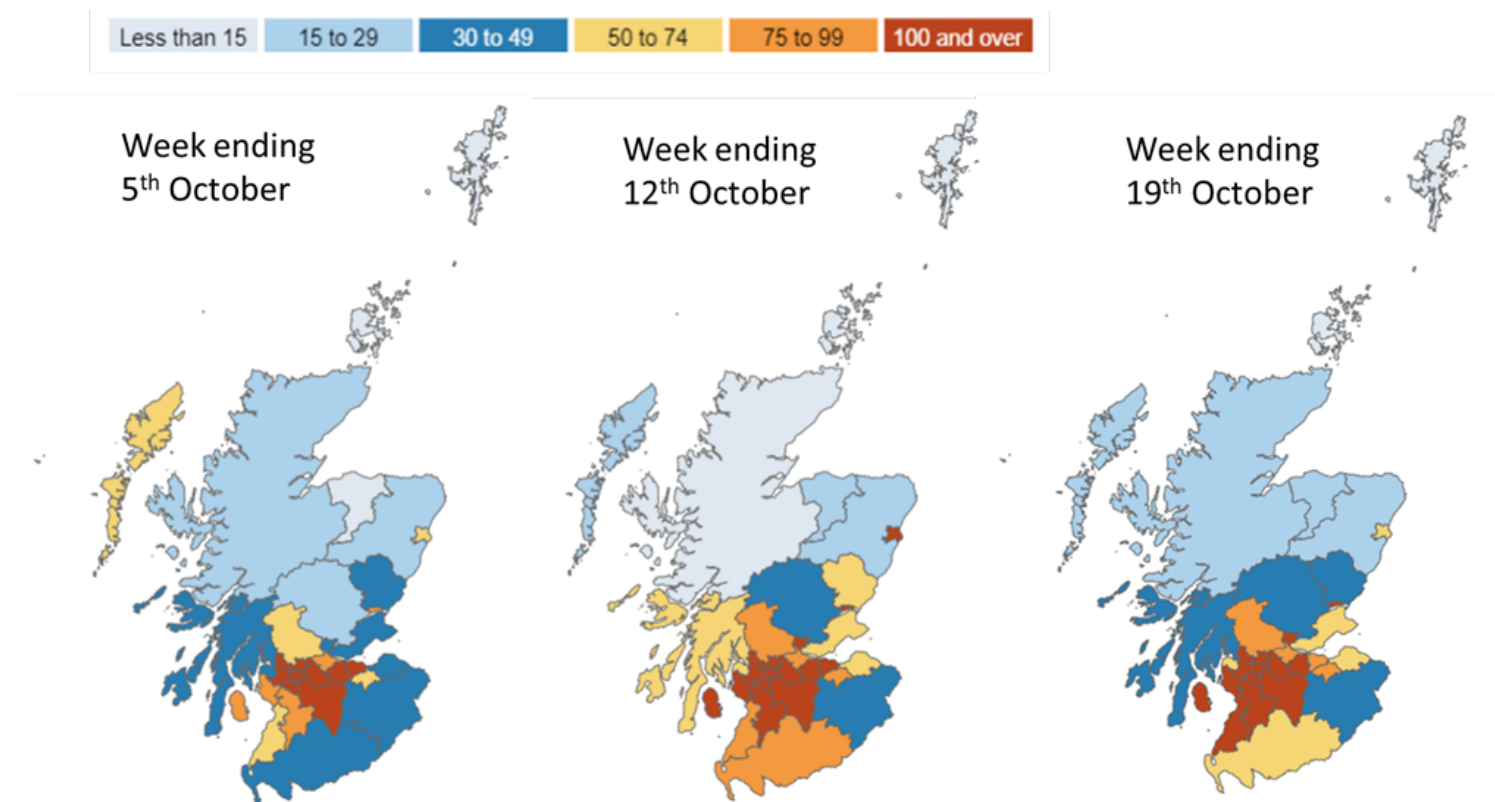 Less than 15 15 to 29 30 to 49 50 to 74 75 to 99 100 and over
Week ending
5th October
Week ending
12th October
Week ending
19th October